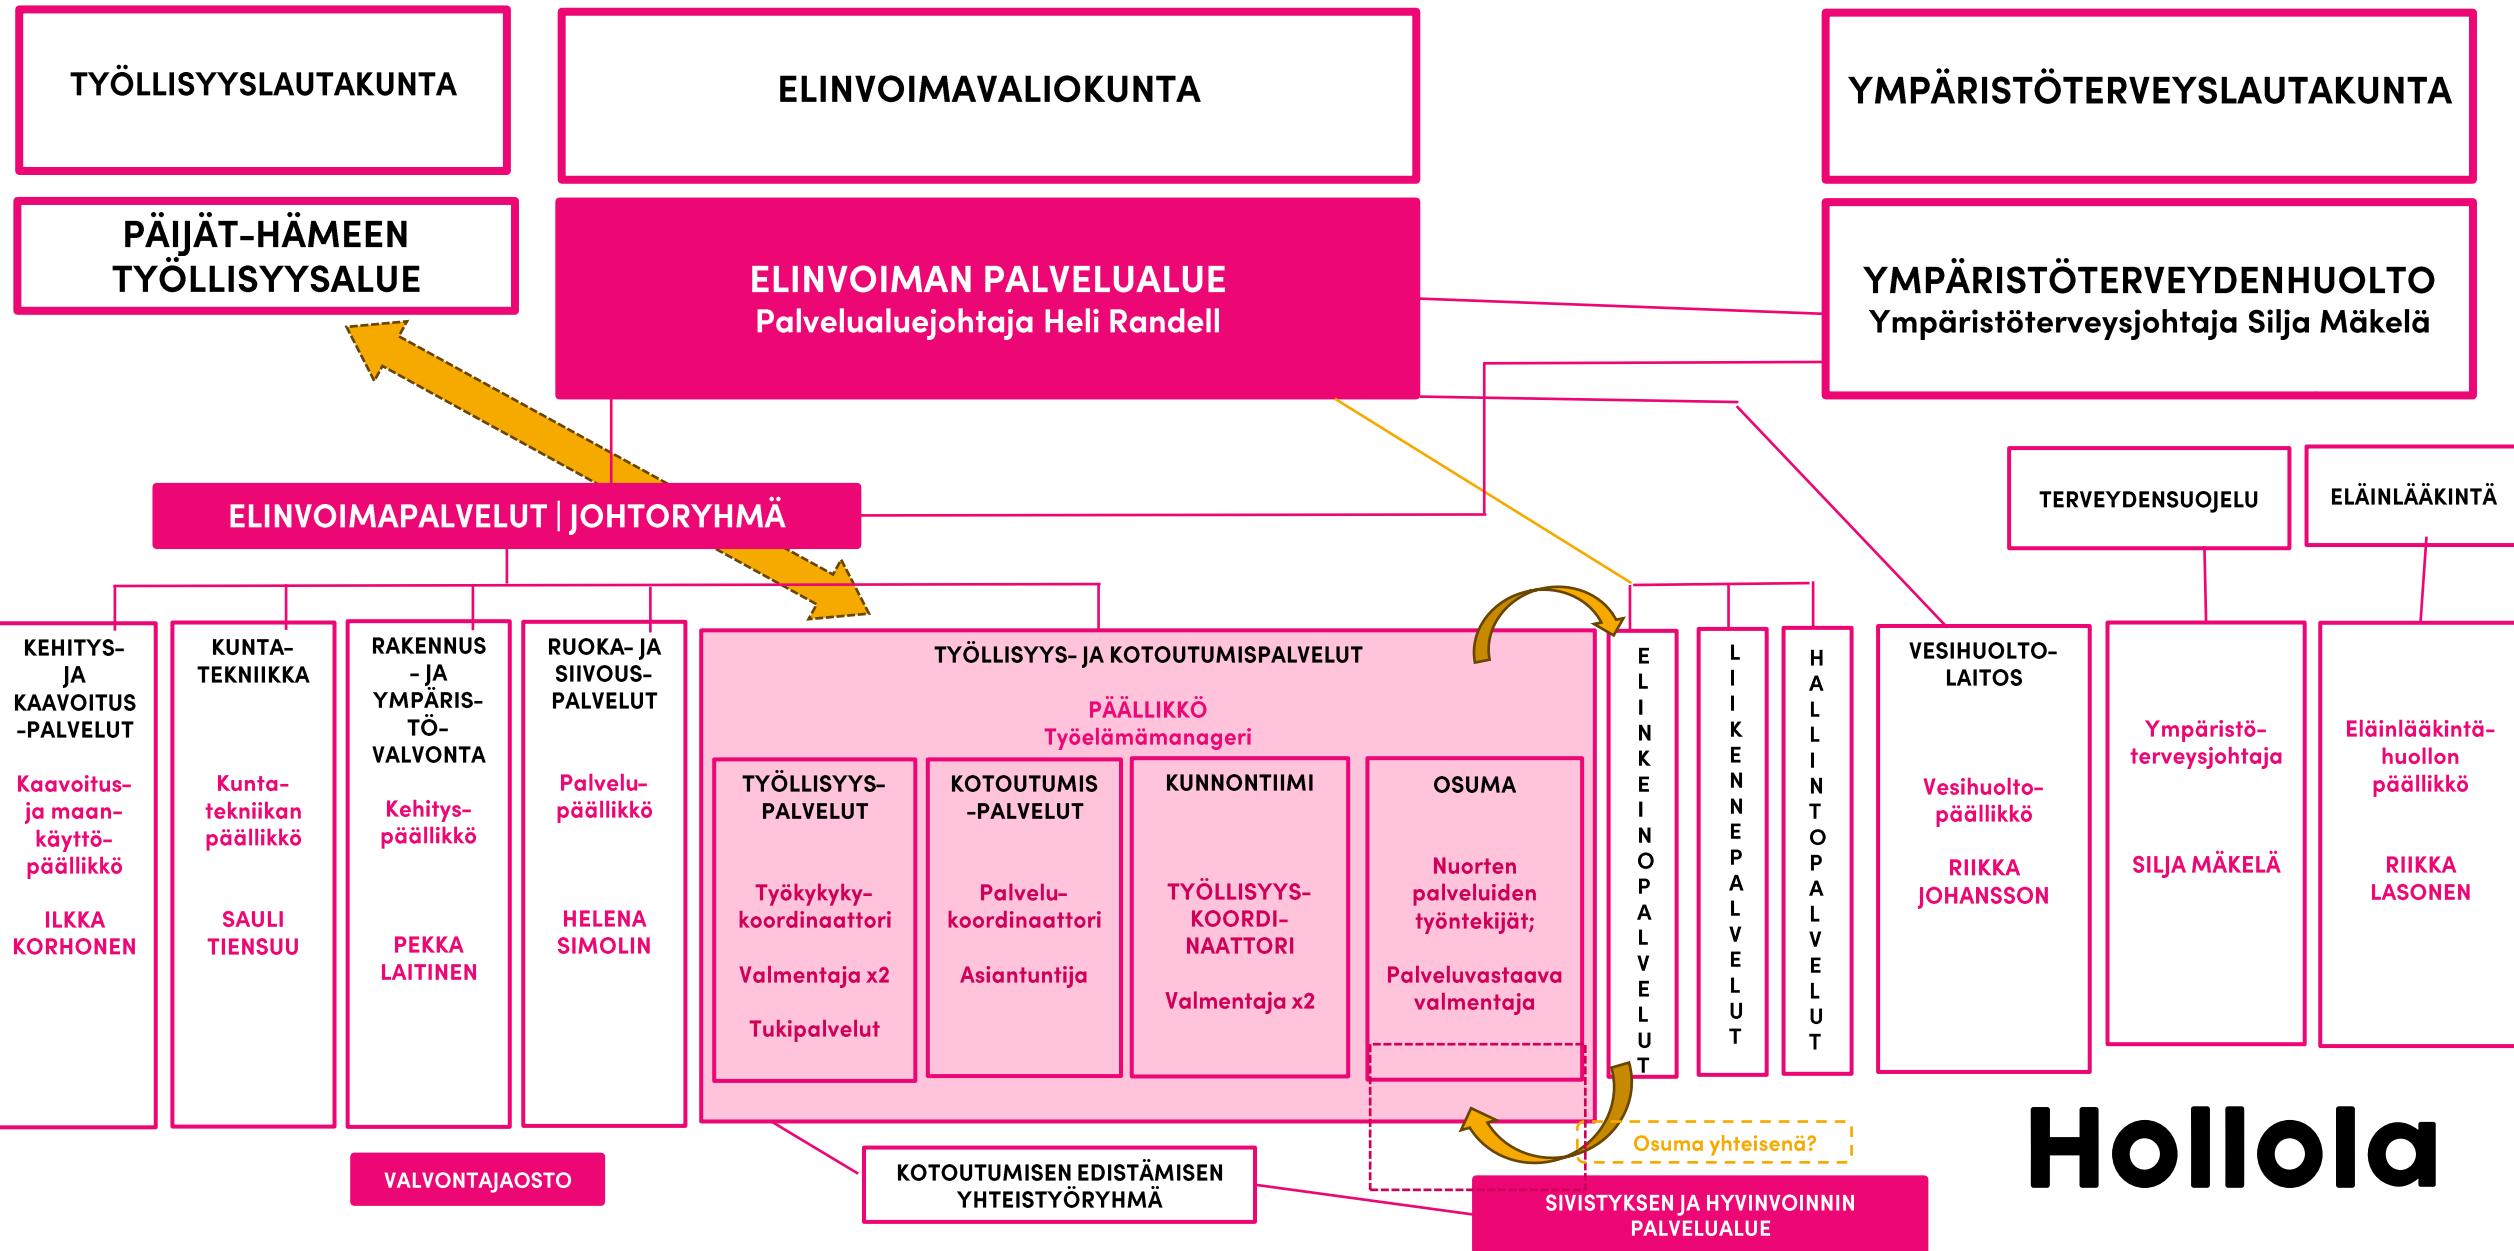 TYÖLLISYYSLAUTAKUNTA
ELINVOIMAVALIOKUNTA
YMPÄRISTÖTERVEYSLAUTAKUNTA
PÄIJÄT-HÄMEEN
TYÖLLISYYSALUE
ELINVOIMAN PALVELUALUE
Palvelualuejohtaja Heli Randell
YMPÄRISTÖTERVEYDENHUOLTO
Ympäristöterveysjohtaja Silja Mäkelä
ELINVOIMAPALVELUT | JOHTORYHMÄ
TERVEYDENSUOJELU
ELÄINLÄÄKINTÄ
KEHITYS-
JA
KAAVOITUS
-PALVELUT
Kaavoitus-
ja maan-
käyttö-
päällikkö
ILKKA
KORHONEN
KUNTA-
TEKNIIKKA
Kunta-
tekniikan
päällikkö
SAULI
TIENSUU
RAKENNUS
- JA
YMPÄRIS-
TÖ-
VALVONTA
Kehitys-
päällikkö
PEKKA
LAITINEN
RUOKA- JA
SIIVOUS-
PALVELUT
Palvelu-
päällikkö
HELENA
SIMOLIN
TYÖLLISYYS- JA KOTOUTUMISPALVELUT
PÄÄLLIKKÖ
Työelämämanageri
TYÖLLISYYS-
PALVELUT
Työkykyky-
koordinaattori
Valmentaja x2
Tukipalvelut
KOTOUTUMIS
-PALVELUT
Palvelu-
koordinaattori
Asiantuntija
KUNNONTIIMI
TYÖLLISYYS-
KOORDI-
NAATTORI
Valmentaja x2
OSUMA
Nuorten
palveluiden
työntekijät;
Palveluvastaava
valmentaja
ELINKEINOPALVELUT
LIIKENNEPALVELUT
HALLINTOPALVELUT
VESIHUOLTO-
LAITOS
Vesihuolto-
päällikkö
RIIKKA
JOHANSSON
Ympäristö-
terveysjohtaja
SILJA MÄKELÄ
Eläinlääkintä-
huollon
päällikkö
RIIKKA
LASONEN
VALVONTAJAOSTO
KOTOUTUMISEN EDISTÄMISEN
YHTEISTYÖRYHMÄ
Osuma yhteisenä?
SIVISTYKSEN JA HYVINVOINNIN
PALVELUALUE
Hollola